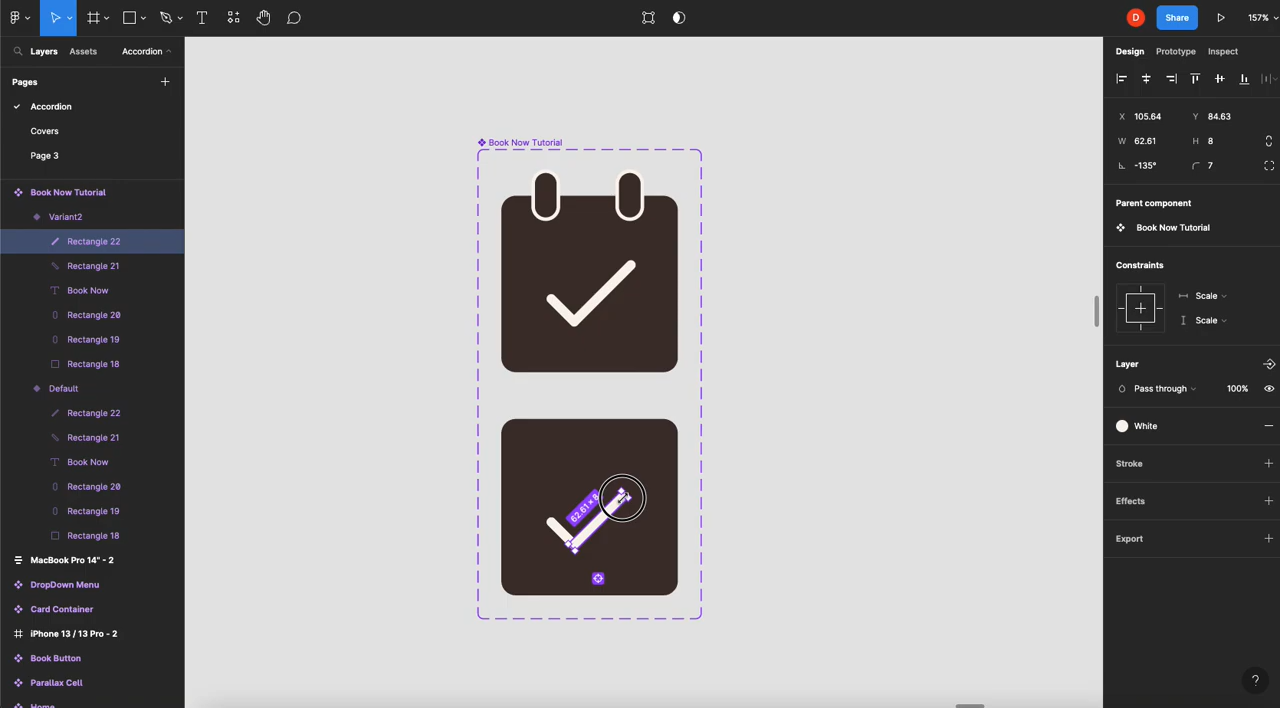 D
Share
157%
Layers
Assets
Accordion
Design
Prototype
Inspect
Pages
Accordion
Covers
Page 3
Book Now Tutorial
Variant2
Rectangle 22
Rectangle 21
Book Now
Rectangle 20
Rectangle 19
Rectangle 18
Default
Rectangle 22
Rectangle 21
Book Now
Rectangle 20
Rectangle 19
Rectangle 18
MacBook Pro 14" - 2
DropDown Menu
Card Container
iPhone 13 / 13 Pro - 2
Book Button
Parallax Cell
Home
Book Now Tutorial
62.61 × 8
X 105.64 Y 84.63
W 62.61 H 8
-135° 7
Parent component
Book Now Tutorial
Constraints
Scale
Scale
Layer
Pass through 100%
White
Stroke
Effects
Export
?